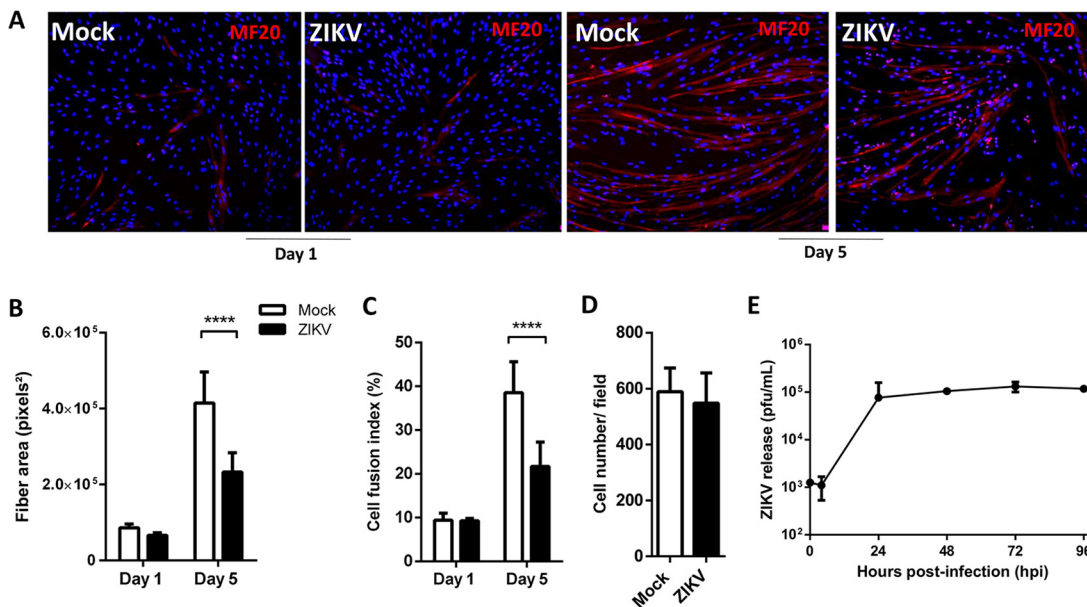 A
Mock MF20 ZIKV MF20 Mock MF20 ZIKV MF20
Day 1 Day 5
B
Mock
ZIKV
Fiber area (pixels²)
6.0×10⁵
4.0×10⁵
2.0×10⁵
0
****
Day 1 Day 5
C
Cell fusion index (%)
50
40
30
20
10
0
****
Day 1 Day 5
D
Cell number/ field
800
600
400
200
0
Mock
ZIKV
E
ZIKV release (pfu/mL)
10⁶
10⁵
10⁴
10³
10²
0 24 48 72 96
Hours post-infection (hpi)